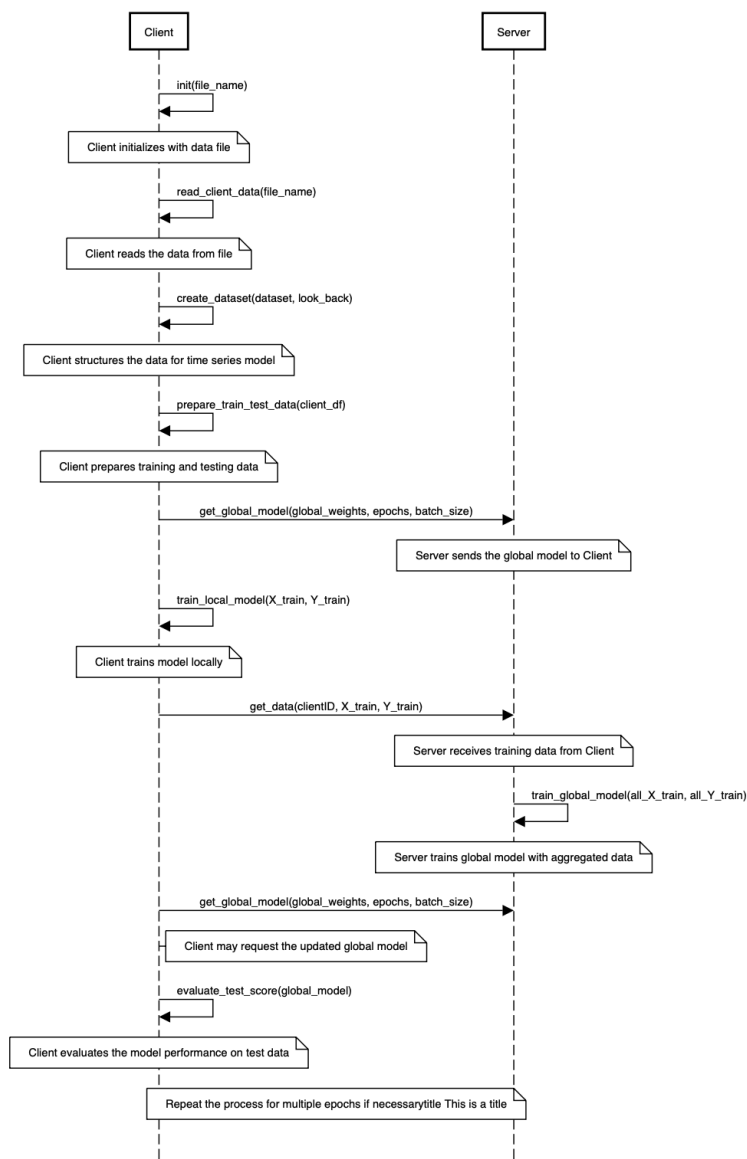 Client
Server
init(file_name)
Client initializes with data file
read_client_data(file_name)
Client reads the data from file
create_dataset(dataset, look_back)
Client structures the data for time series model
prepare_train_test_data(client_df)
Client prepares training and testing data
get_global_model(global_weights, epochs, batch_size)
Server sends the global model to Client
train_local_model(X_train, Y_train)
Client trains model locally
get_data(clientID, X_train, Y_train)
Server receives training data from Client
train_global_model(all_X_train, all_Y_train)
Server trains global model with aggregated data
get_global_model(global_weights, epochs, batch_size)
Client may request the updated global model
evaluate_test_score(global_model)
Client evaluates the model performance on test data
Repeat the process for multiple epochs if necessarytitle This is a title